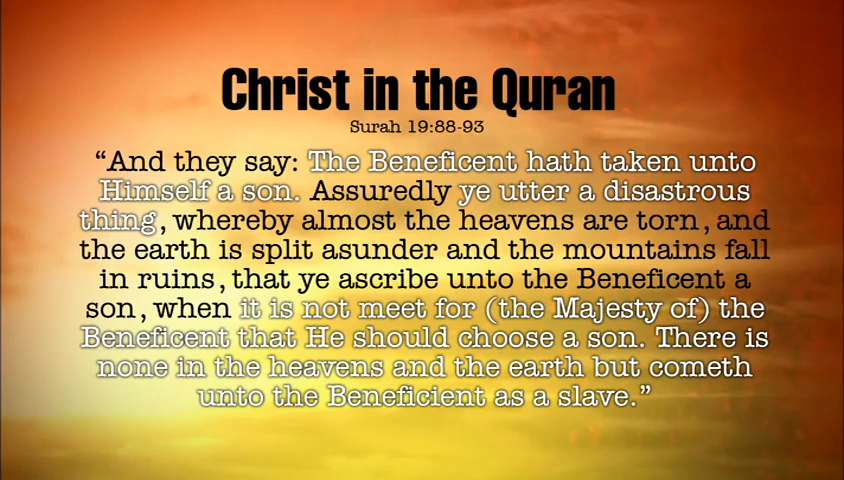 Christ in the Quran
Surah 19:88-93
“And they say: The Beneficent hath taken unto
Himself a son. Assuredly ye utter a disastrous
thing, whereby almost the heavens are torn, and
the earth is split asunder and the mountains fall
in ruins, that ye ascribe unto the Beneficent a
son, when it is not meet for (the Majesty of) the
Beneficent that He should choose a son. There is
none in the heavens and the earth but cometh
unto the Beneficient as a slave.”